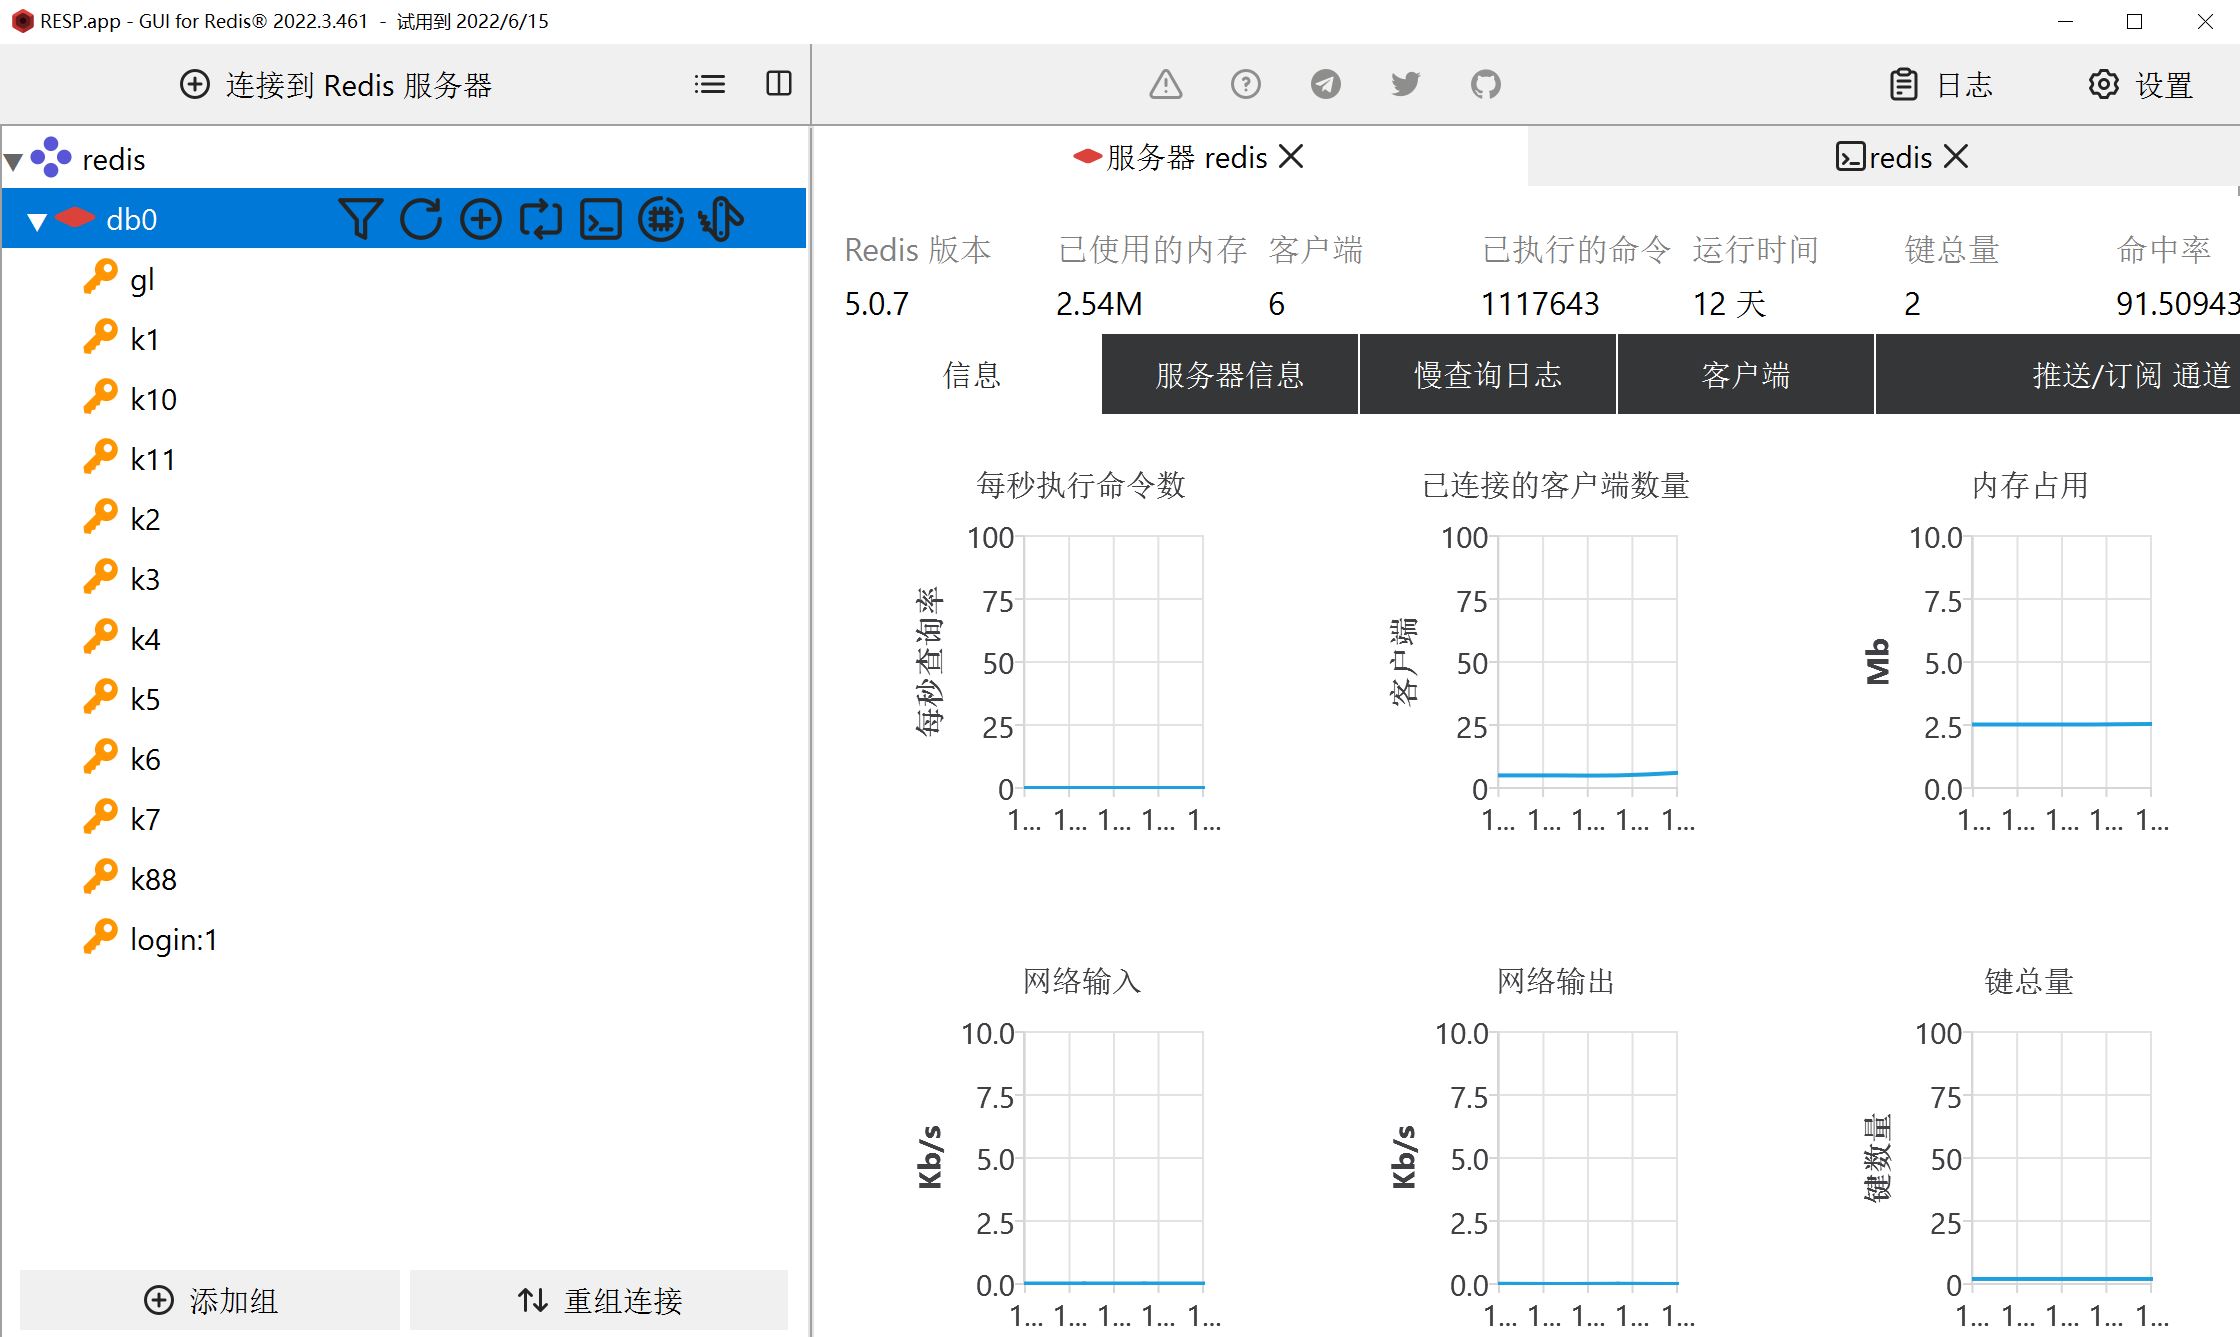 RESP.app - GUI for Redis® 2022.3.461 - 试用到 2022/6/15
连接到 Redis 服务器
日志
设置
redis
db0
gl
k1
k10
k11
k2
k3
k4
k5
k6
k7
k88
login:1
添加组
重组连接
服务器 redis
redis
Redis 版本 已使用的内存 客户端 已执行的命令 运行时间 键总量 命中率
5.0.7 2.54M 6 1117643 12 天 2 91.50943
信息 服务器信息 慢查询日志 客户端 推送/订阅 通道
每秒执行命令数
每秒查询率
100
75
50
25
0
1... 1... 1... 1... 1...
已连接的客户端数量
客户端
100
75
50
25
0
1... 1... 1... 1... 1...
内存占用
Mb
10.0
7.5
5.0
2.5
0.0
1... 1... 1... 1... 1...
网络输入
Kb/s
10.0
7.5
5.0
2.5
0.0
1... 1... 1... 1... 1...
网络输出
Kb/s
10.0
7.5
5.0
2.5
0.0
1... 1... 1... 1... 1...
键总量
键数量
100
75
50
25
0
1... 1... 1... 1... 1...